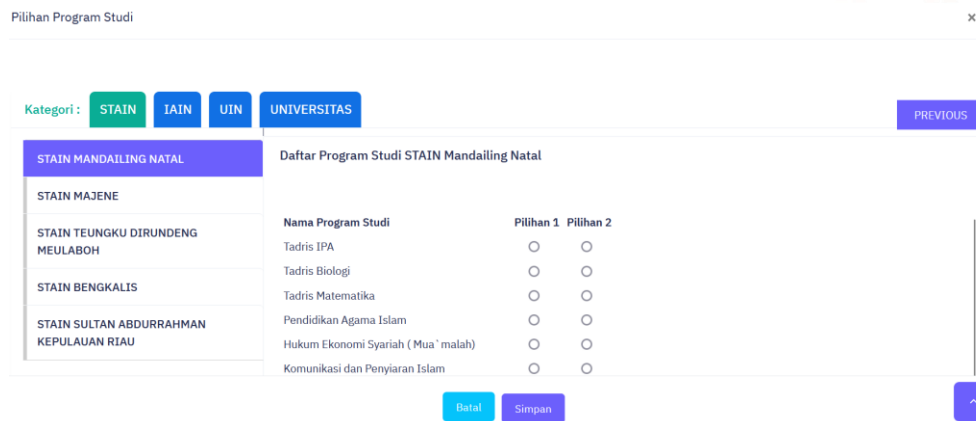 Pilihan Program Studi ×
Kategori : STAIN IAIN UIN UNIVERSITAS
PREVIOUS
STAIN MANDAILING NATAL
STAIN MAJENE
STAIN TEUNGKU DIRUNDENG
MEULABOH
STAIN BENGKALIS
STAIN SULTAN ABDURRAHMAN
KEPULAUAN RIAU
Daftar Program Studi STAIN Mandailing Natal
Nama Program Studi Pilihan 1 Pilihan 2
Tadris IPA
Tadris Biologi
Tadris Matematika
Pendidikan Agama Islam
Hukum Ekonomi Syariah ( Mua`malah)
Komunikasi dan Penyiaran Islam
Batal Simpan